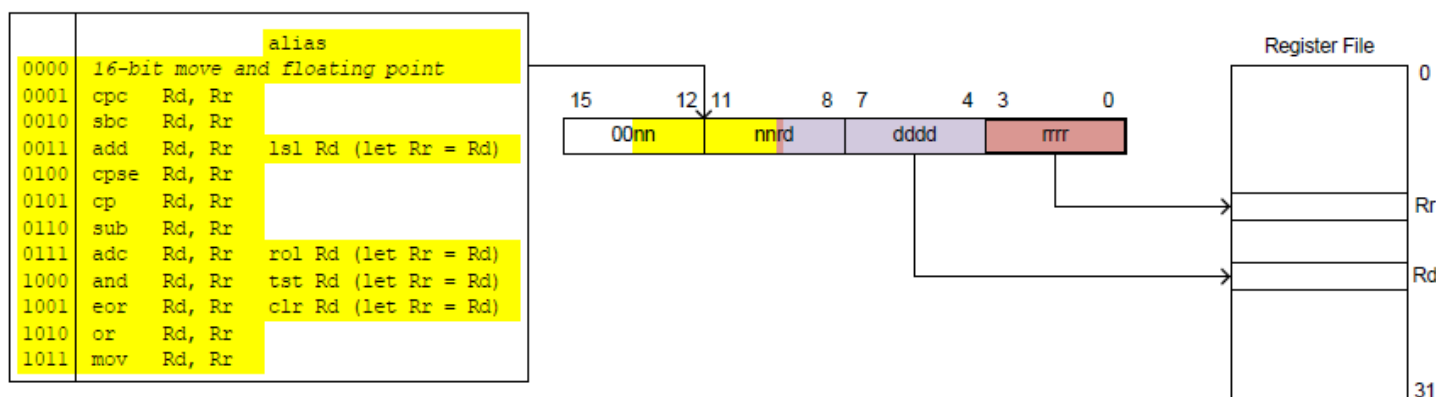 alias
0000 16-bit move and floating point
0001 cpc Rd, Rr
0010 sbc Rd, Rr
0011 add Rd, Rr lsl Rd (let Rr = Rd)
0100 cpse Rd, Rr
0101 cp Rd, Rr
0110 sub Rd, Rr
0111 adc Rd, Rr rol Rd (let Rr = Rd)
1000 and Rd, Rr tst Rd (let Rr = Rd)
1001 eor Rd, Rr clr Rd (let Rr = Rd)
1010 or Rd, Rr
1011 mov Rd, Rr
15 12 11 8 7 4 3 0
00nn nnrd dddd rrrr
Register File
0
Rr
Rd
31